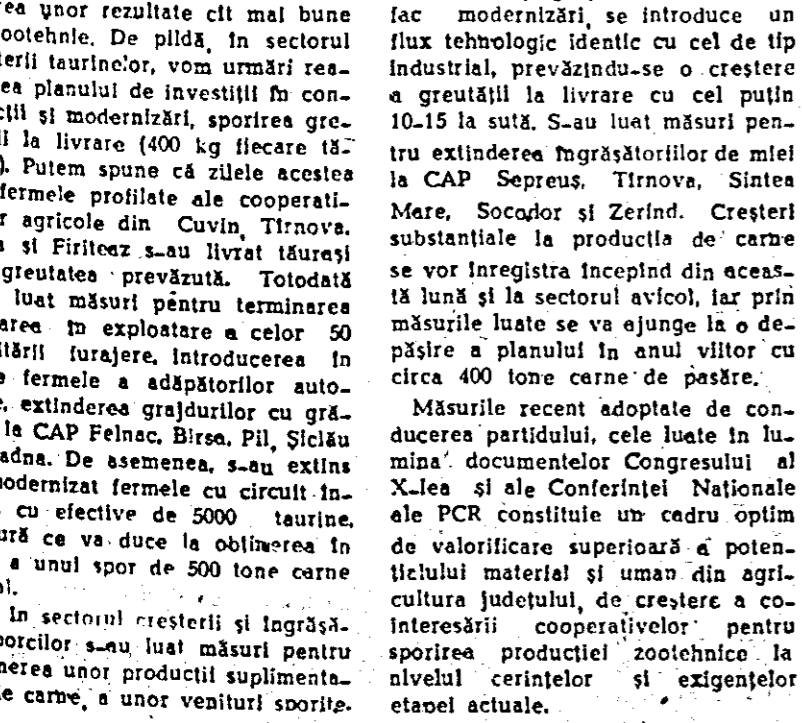 rea unor rezultate cît mai bune
ootehnie. De pildă, în sectorul
terii taurinelor, vom urmări rea-
ea planului de investiții în con-
cții și modernizări, sporirea gre-
ii la livrare (400 kg fiecare tă-
). Putem spune că zilele acestea
fermele profilate ale cooperati-
r agricole din Cuvin, Tîrnova,
a și Firiteaz s-au livrat tăurași
greutatea prevăzută. Totodată
luat măsuri pentru terminarea
area în exploatare a celor 50
tării furajere, introducerea în
e fermele a adăpătorilor auto-
e, extinderea grajdurilor cu gră-
la CAP Felnac, Bîrsa, Pil, Șiclău
adna. De asemenea, s-au extins
modernizat fermele cu circuit în-
cu efective de 5000 taurine,
ură ce va duce la obținerea în
a unui spor de 500 tone carne
ol.
In sectorul creșterii și îngrășă-
porcilor s-au luat măsuri pentru
nerea unor producții suplimenta-
e carne, a unor venituri sporite.
fac modernizări, se introduce un
flux tehnologic identic cu cel de tip
industrial, prevăzîndu-se o creștere
a greutății la livrare cu cel puțin
10-15 la sută. S-au luat măsuri pen-
tru extinderea îngrășătoriilor de miei
la CAP Sepreuș, Tîrnova, Sintea
Mare, Socodor și Zerind. Creșteri
substanțiale la producția de carne
se vor înregistra începînd din aceas-
tă lună și la sectorul avicol, iar prin
măsurile luate se va ajunge la o de-
pășire a planului în anul viitor cu
circa 400 tone carne de pasăre.
Măsurile recent adoptate de con-
ducerea partidului, cele luate în lu-
mina documentelor Congresului al
X-lea și ale Conferinței Naționale
ale PCR constituie un cadru optim
de valorificare superioară a poten-
țialului material și uman din agri-
cultura județului, de creștere a co-
interesării cooperativelor pentru
sporirea producției zootehnice la
nivelul cerințelor și exigențelor
etapei actuale.